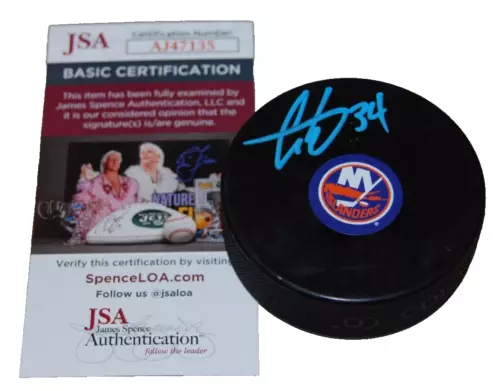 JSA
Certification Number
AJ47135
BASIC CERTIFICATION
This item has been fully examined by
James Spence Authentication, LLC and it
is our considered opinion that the
signature(s) is/are genuine.
NATURE
Verify this certification by visiting
SpenceLOA.com
Follow us @jsaloa
JSA
James Spence
Authentication
follow the leader
34
NY
ISLANDERS